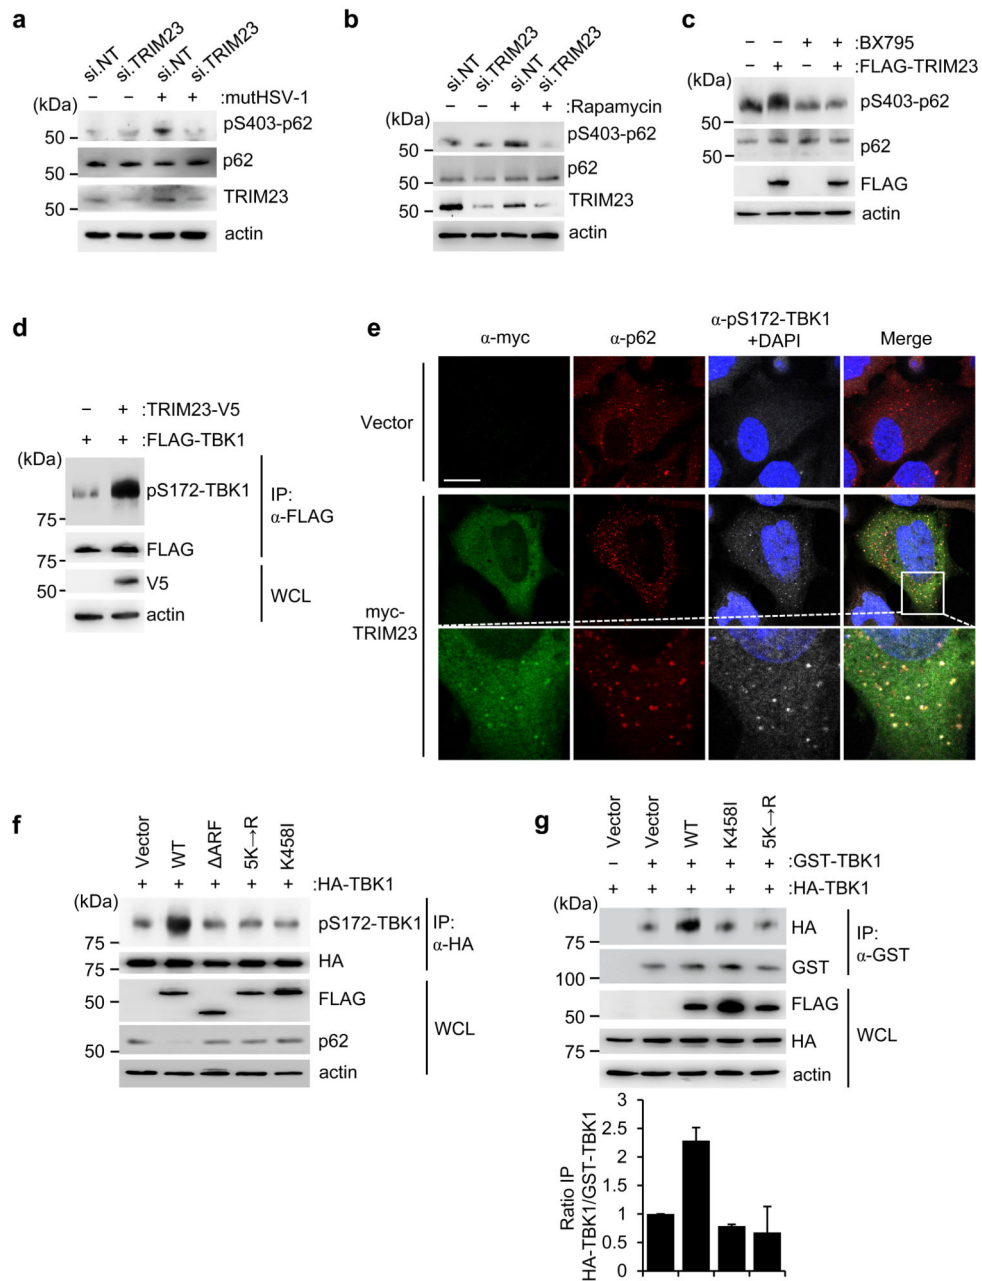 a
si.NT
si.TRIM23
si.NT
si.TRIM23
(kDa)
– – + + :mutHSV-1
50 pS403-p62
50 p62
50 TRIM23
actin
b
si.NT
si.TRIM23
si.NT
si.TRIM23
– – + + :Rapamycin
(kDa)
50 pS403-p62
50 p62
50 TRIM23
actin
c
– – + + :BX795
– + – + :FLAG-TRIM23
(kDa)
50 pS403-p62
50 p62
FLAG
actin
d
– + :TRIM23-V5
+ + :FLAG-TBK1
(kDa)
pS172-TBK1
75
75 FLAG
50 V5
actin
IP:
α-FLAG
WCL
e
α-myc
α-p62
α-pS172-TBK1
+DAPI
Merge
Vector
myc-
TRIM23
f
Vector
WT
ΔARF
5K→R
K458I
+ + + + + :HA-TBK1
(kDa)
pS172-TBK1
75
75 HA
50 FLAG
50 p62
actin
IP:
α-HA
WCL
g
Vector
Vector
WT
K458I
5K→R
– + + + + :GST-TBK1
+ + + + + :HA-TBK1
(kDa)
75 HA
100 GST
50 FLAG
75 HA
actin
IP:
α-GST
WCL
Ratio IP
HA-TBK1/GST-TBK1
3
2.5
2
1.5
1
0.5
0